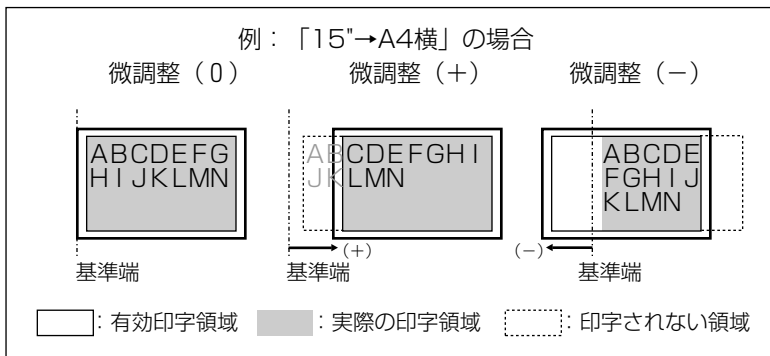 例：「15"→A4横」の場合
微調整（０）
微調整（＋）
微調整（－）
ABCDEFG
HIJKLMN
ABCDEFGHI
JKLMN
ABCDE
FGHIJ
KLMN
(＋)
(－)
基準端
基準端
基準端
：有効印字領域
：実際の印字領域
：印字されない領域